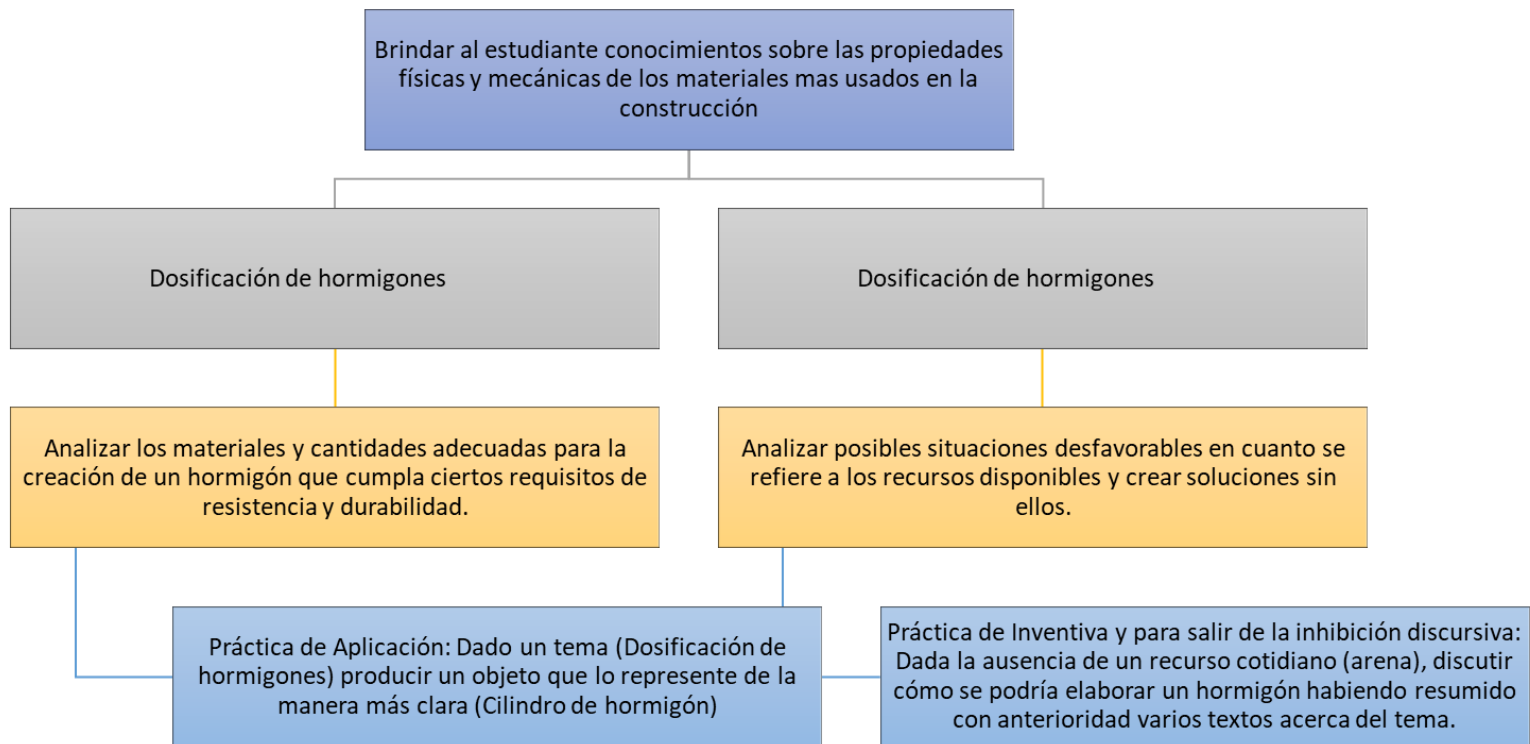 Brindar al estudiante conocimientos sobre las propiedades
físicas y mecánicas de los materiales mas usados en la
construcción
Dosificación de hormigones
Dosificación de hormigones
Analizar los materiales y cantidades adecuadas para la
creación de un hormigón que cumpla ciertos requisitos de
resistencia y durabilidad.
Analizar posibles situaciones desfavorables en cuanto se
refiere a los recursos disponibles y crear soluciones sin
ellos.
Práctica de Aplicación: Dado un tema (Dosificación de
hormigones) producir un objeto que lo represente de la
manera más clara (Cilindro de hormigón)
Práctica de Inventiva y para salir de la inhibición discursiva:
Dada la ausencia de un recurso cotidiano (arena), discutir
cómo se podría elaborar un hormigón habiendo resumido
con anterioridad varios textos acerca del tema.